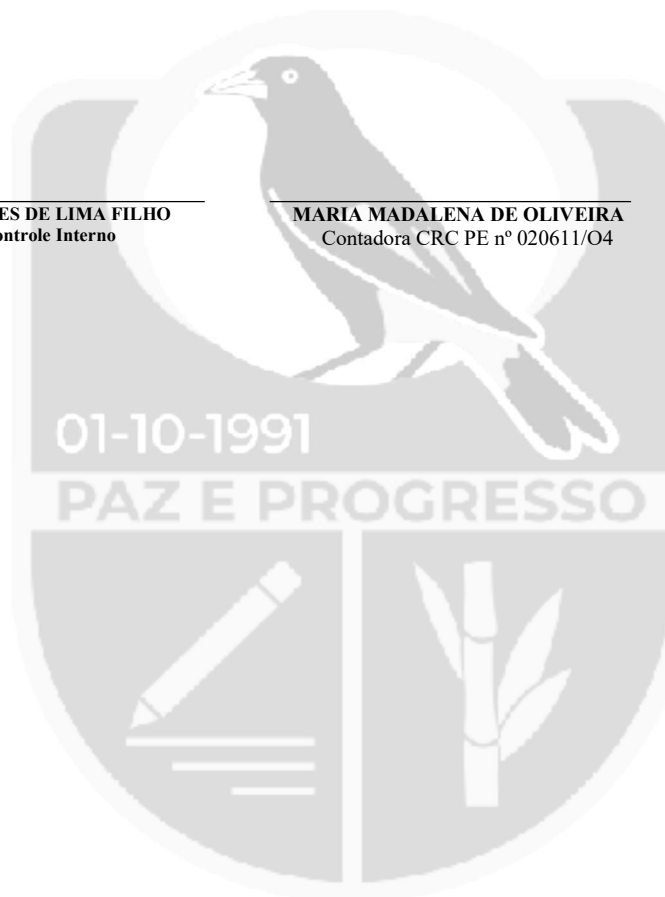 ES DE LIMA FILHO
ontrole Interno
MARIA MADALENA DE OLIVEIRA
Contadora CRC PE nº 020611/O4
01-10-1991
PAZ E PROGRESSO